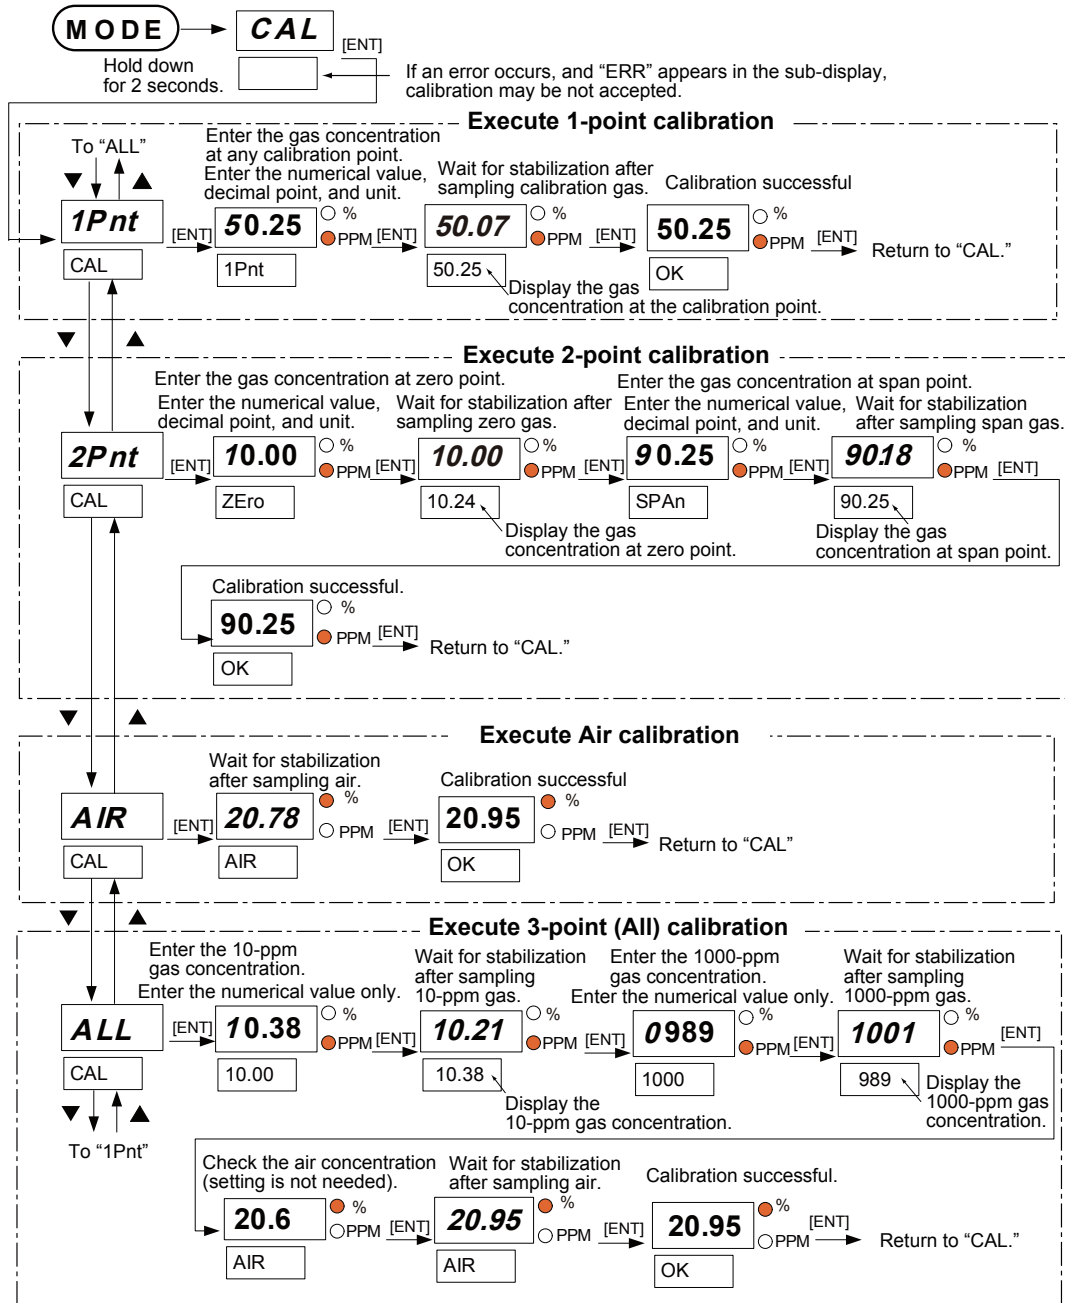 MODE
CAL
[ENT]
Hold down
for 2 seconds.
If an error occurs, and “ERR” appears in the sub-display,
calibration may be not accepted.
Execute 1-point calibration
To “ALL”
Enter the gas concentration
at any calibration point.
Enter the numerical value,
decimal point, and unit.
Wait for stabilization after
sampling calibration gas.
Calibration successful
1Pnt
CAL
[ENT]
50.25
%
PPM
1Pnt
[ENT]
50.07
%
PPM
50.25
[ENT]
50.25
%
PPM
OK
[ENT]
Return to “CAL.”
Display the gas
concentration at the calibration point.
Execute 2-point calibration
Enter the gas concentration at zero point.
Enter the numerical value,
decimal point, and unit.
Wait for stabilization after
sampling zero gas.
Enter the gas concentration at span point.
Enter the numerical value,
decimal point, and unit.
Wait for stabilization
after sampling span gas.
2Pnt
CAL
[ENT]
10.00
%
PPM
ZEro
[ENT]
10.00
%
PPM
10.24
[ENT]
90.25
%
PPM
SPAn
[ENT]
90.18
%
PPM
90.25
[ENT]
Display the gas
concentration at zero point.
Display the gas
concentration at span point.
Calibration successful.
90.25
%
PPM
OK
[ENT]
Return to “CAL.”
Execute Air calibration
Wait for stabilization
after sampling air.
Calibration successful
AIR
CAL
[ENT]
20.78
%
PPM
AIR
[ENT]
20.95
%
PPM
OK
[ENT]
Return to “CAL”
Execute 3-point (All) calibration
Enter the 10-ppm
gas concentration.
Enter the numerical value only.
Wait for stabilization
after sampling
10-ppm gas.
Enter the 1000-ppm
gas concentration.
Enter the numerical value only.
Wait for stabilization
after sampling
1000-ppm gas.
ALL
CAL
[ENT]
10.38
%
PPM
10.00
[ENT]
10.21
%
PPM
10.38
[ENT]
0989
%
PPM
1000
[ENT]
1001
%
PPM
989
[ENT]
Display the
10-ppm gas concentration.
Display the
1000-ppm gas
concentration.
To “1Pnt”
Check the air concentration
(setting is not needed).
Wait for stabilization
after sampling air.
Calibration successful.
20.6
%
PPM
AIR
[ENT]
20.95
%
PPM
AIR
[ENT]
20.95
%
PPM
OK
[ENT]
Return to “CAL.”